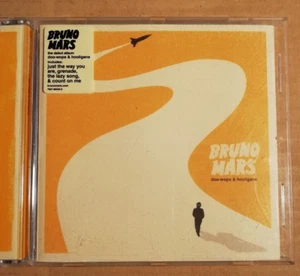 BRUNO
MARS
the debut album
doo-wops & hooligans
includes:
just the way you
are, grenade,
the lazy song,
& count on me
BRUNO
MARS
doo-wops & hooligans